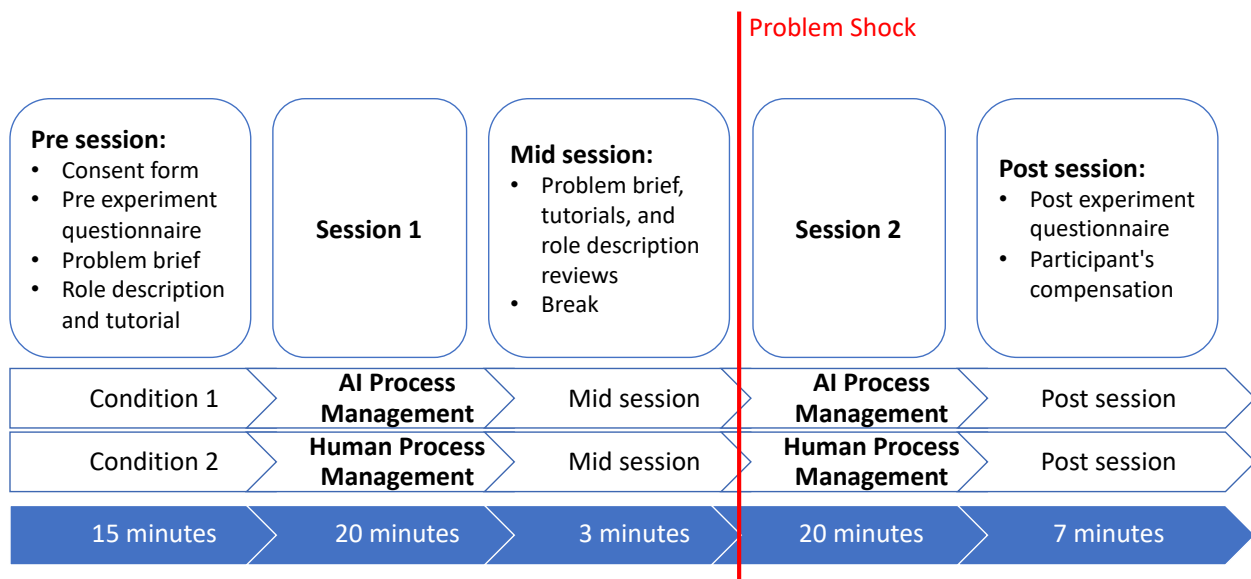 Problem Shock
Pre session:
• Consent form
• Pre experiment
questionnaire
• Problem brief
• Role description
and tutorial
Session 1
Mid session:
• Problem brief,
tutorials, and
role description
reviews
• Break
Session 2
Post session:
• Post experiment
questionnaire
• Participant's
compensation
Condition 1
AI Process
Management
Mid session
AI Process
Management
Post session
Condition 2
Human Process
Management
Mid session
Human Process
Management
Post session
15 minutes
20 minutes
3 minutes
20 minutes
7 minutes